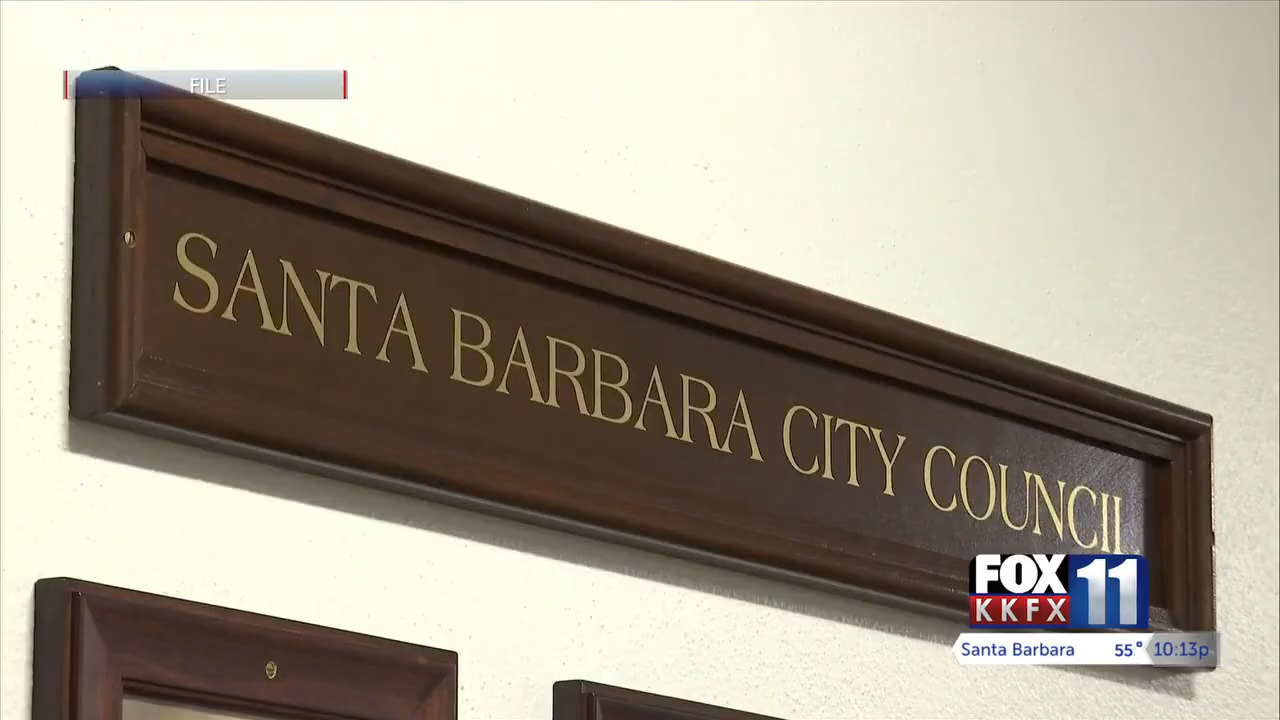 FILE
SANTA BARBARA CITY COUNCIL
FOX 11
KKFX
Santa Barbara 55° 10:13p